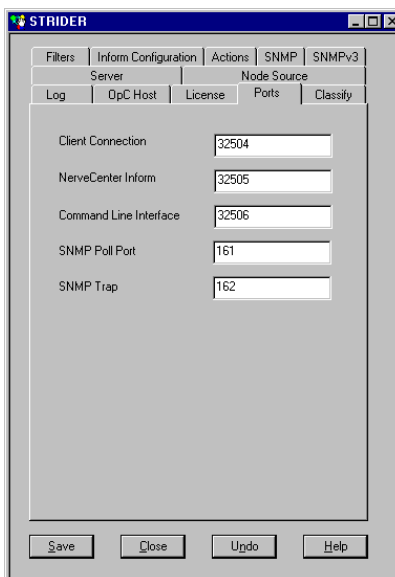 STRIDER
Filters Inform Configuration Actions SNMP SNMPv3
Server Node Source
Log OpC Host License Ports Classify
Client Connection 32504
NerveCenter Inform 32505
Command Line Interface 32506
SNMP Poll Port 161
SNMP Trap 162
Save Close Undo Help